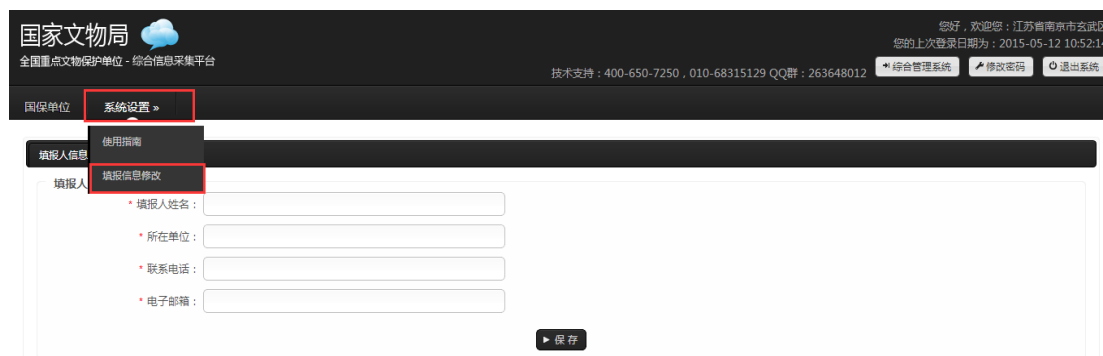 国家文物局
全国重点文物保护单位 - 综合信息采集平台
您好，欢迎您：江苏省南京市玄武区
您的上次登录日期为：2015-05-12 10:52:14
技术支持：400-650-7250，010-68315129 QQ群：263648012
综合管理系统
修改密码
退出系统
国保单位
系统设置 »
使用指南
填报信息修改
填报人信息
填报人
* 填报人姓名：
* 所在单位：
* 联系电话：
* 电子邮箱：
保 存